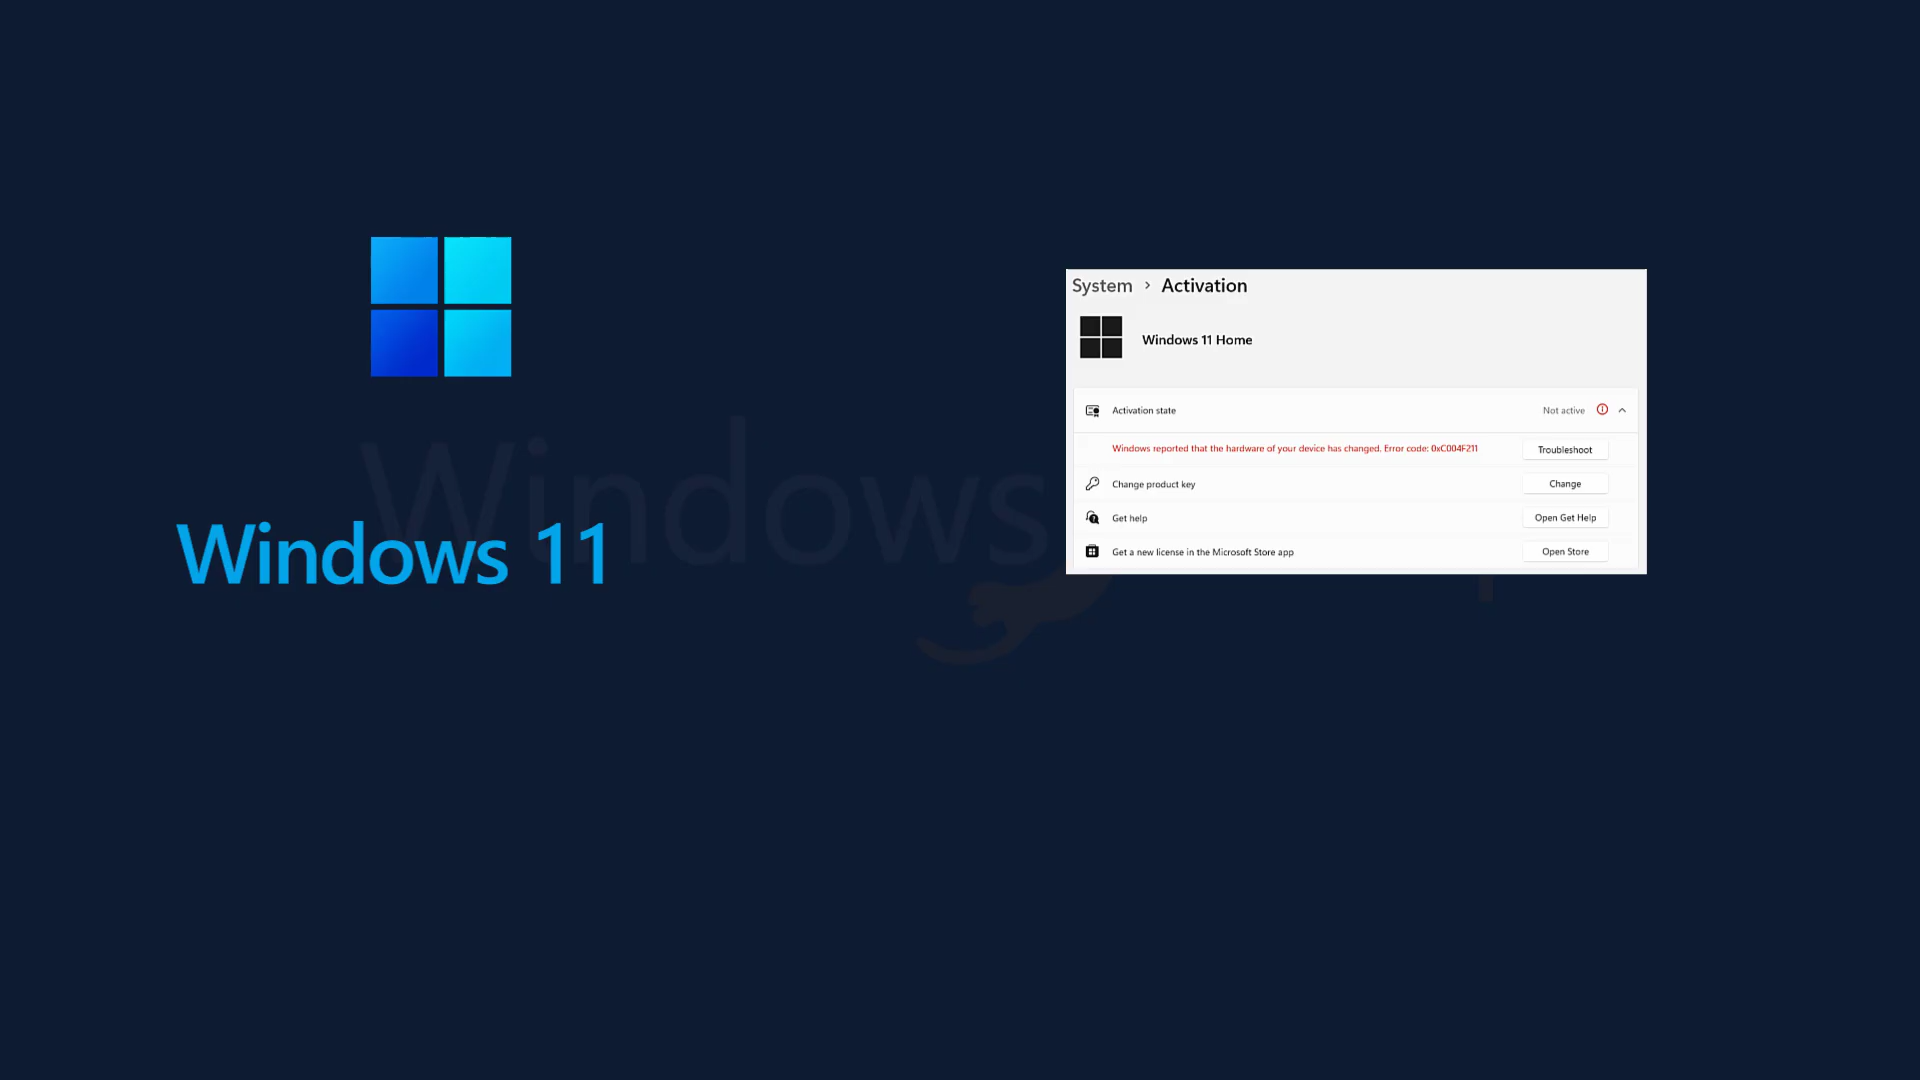 Windows 11
Windows
System > Activation
Windows 11 Home
Activation state
Not active
Windows reported that the hardware of your device has changed. Error code: 0xC004F211
Troubleshoot
Change product key
Change
Get help
Open Get Help
Get a new license in the Microsoft Store app
Open Store